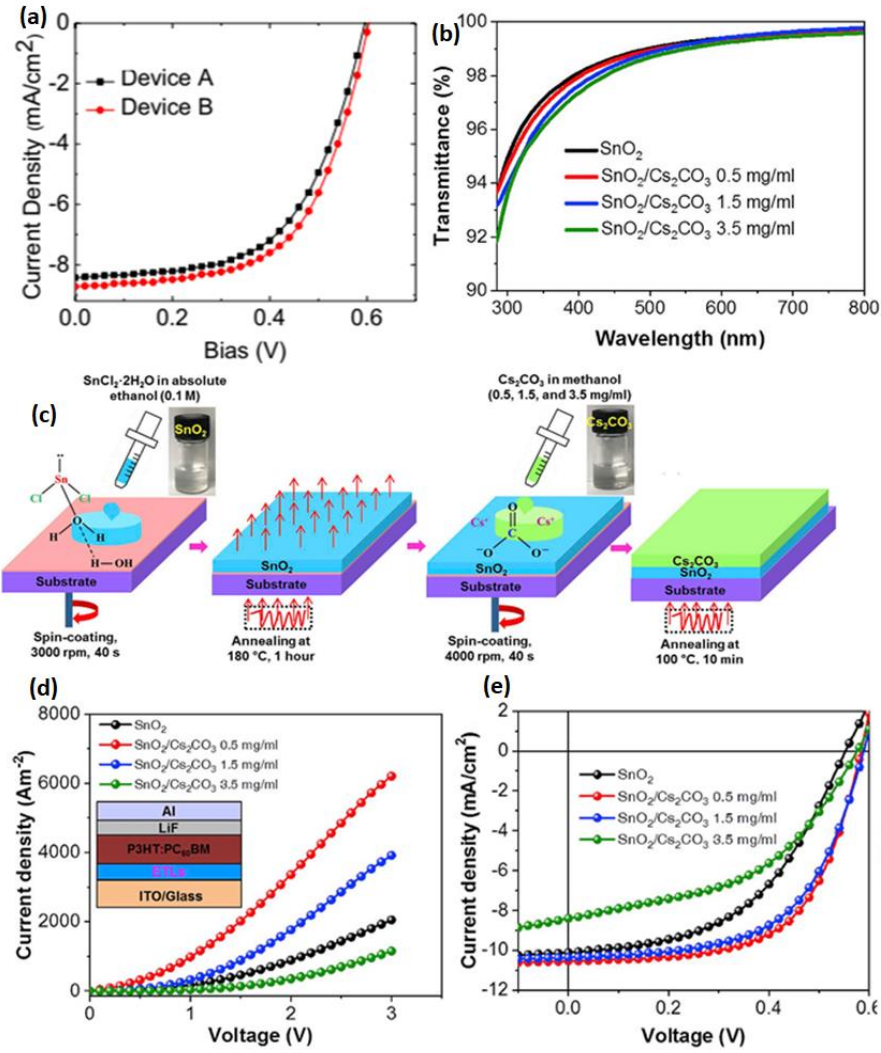 (a)
0
-2
-4
-6
-8
0.0
0.2
0.4
0.6
Current Density (mA/cm²)
Bias (V)
Device A
Device B
(b)
100
98
96
94
92
90
300
400
500
600
700
800
Transmittance (%)
Wavelength (nm)
SnO₂
SnO₂/Cs₂CO₃ 0.5 mg/ml
SnO₂/Cs₂CO₃ 1.5 mg/ml
SnO₂/Cs₂CO₃ 3.5 mg/ml
(c)
SnCl₂·2H₂O in absolute
ethanol (0.1 M)
SnO₂
Sn
Cl
Cl
O
H
H
H—OH
Substrate
Spin-coating,
3000 rpm, 40 s
SnO₂
Substrate
Annealing at
180 °C, 1 hour
Cs₂CO₃ in methanol
(0.5, 1.5, and 3.5 mg/ml)
Cs₂CO₃
O
Cs⁺
Cs⁺
C
⁻O
O⁻
SnO₂
Substrate
Spin-coating,
4000 rpm, 40s
Cs₂CO₃
SnO₂
Substrate
Annealing at
100 °C. 10 min
(d)
8000
6000
4000
2000
0
0
1
2
3
Current density (Am⁻²)
Voltage (V)
SnO₂
SnO₂/Cs₂CO₃ 0.5 mg/ml
SnO₂/Cs₂CO₃ 1.5 mg/ml
SnO₂/Cs₂CO₃ 3.5 mg/ml
Al
LiF
P3HT:PC₆₀BM
ETLs
ITO/Glass
(e)
2
0
-2
-4
-6
-8
-10
-12
0.0
0.2
0.4
0.6
Current density (mA/cm²)
Voltage (V)
SnO₂
SnO₂/Cs₂CO₃ 0.5 mg/ml
SnO₂/Cs₂CO₃ 1.5 mg/ml
SnO₂/Cs₂CO₃ 3.5 mg/ml